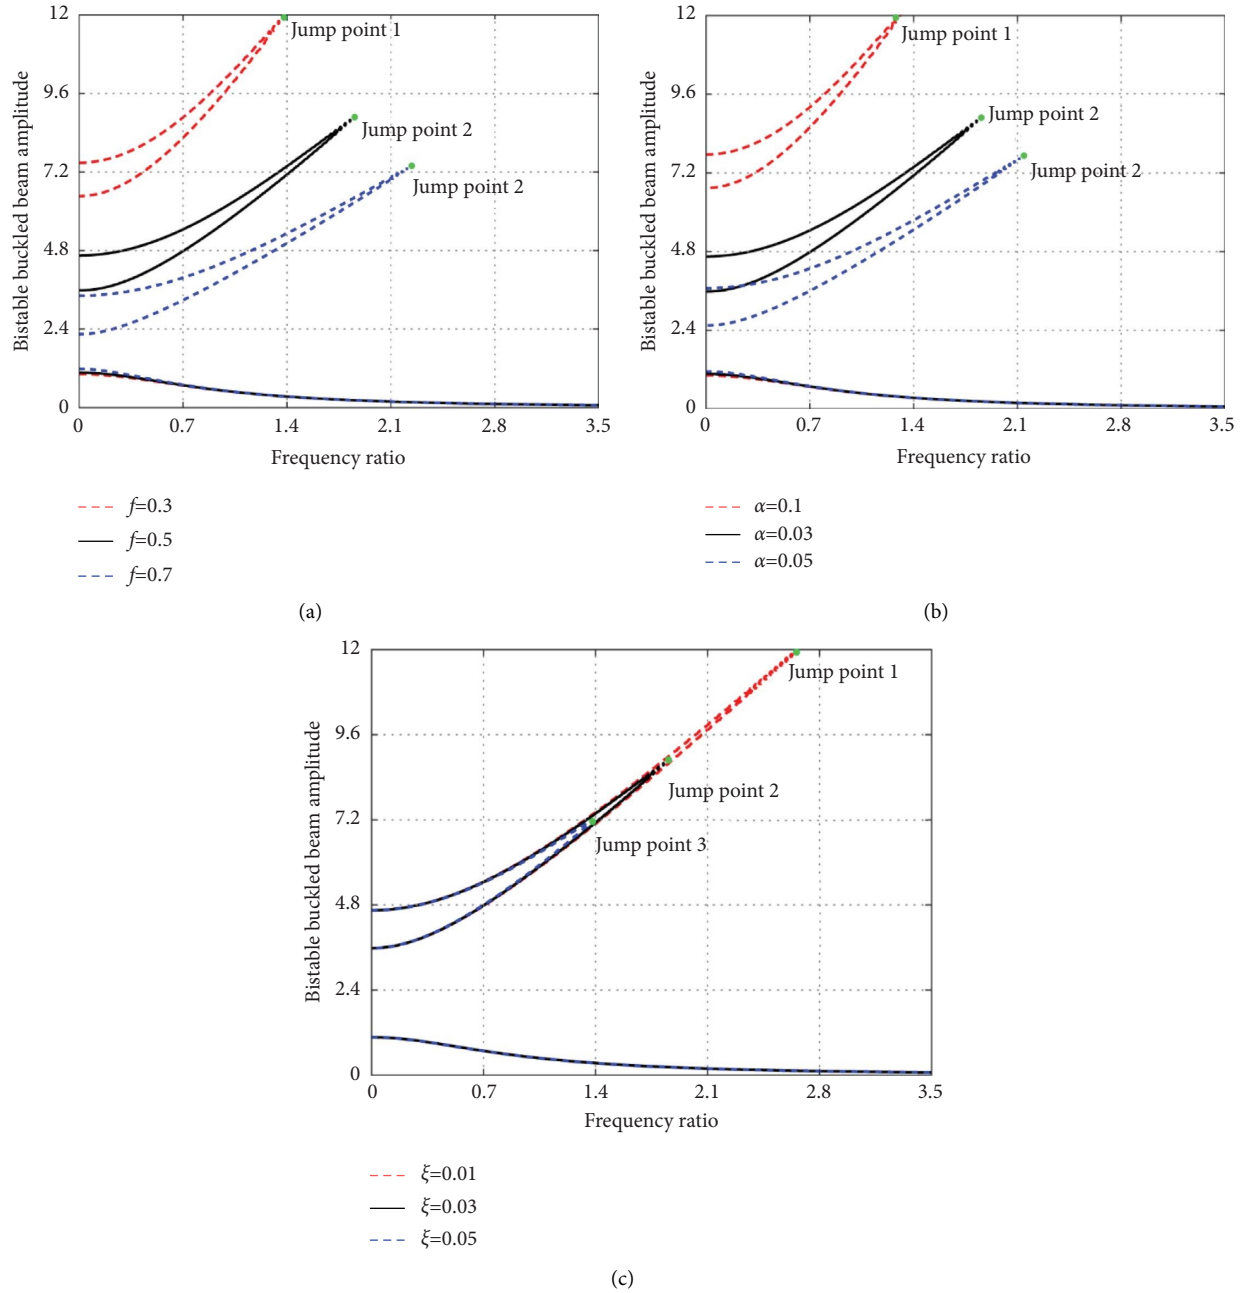 12
9.6
7.2
4.8
2.4
0
Bistable buckled beam amplitude
Jump point 1
Jump point 2
Jump point 2
0 0.7 1.4 2.1 2.8 3.5
Frequency ratio
f=0.3
f=0.5
f=0.7
(a)
12
9.6
7.2
4.8
2.4
0
Bistable buckled beam amplitude
Jump point 1
Jump point 2
Jump point 2
0 0.7 1.4 2.1 2.8 3.5
Frequency ratio
α=0.1
α=0.03
α=0.05
(b)
12
9.6
7.2
4.8
2.4
0
Bistable buckled beam amplitude
Jump point 1
Jump point 2
Jump point 3
0 0.7 1.4 2.1 2.8 3.5
Frequency ratio
ξ=0.01
ξ=0.03
ξ=0.05
(c)